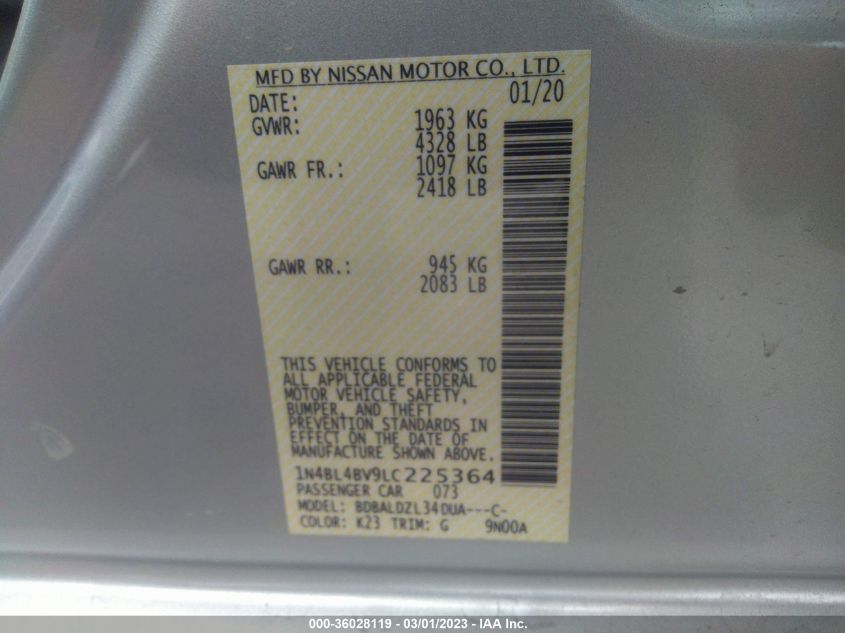 MFD BY NISSAN MOTOR CO., LTD.
DATE: 01/20
GVWR: 1963 KG
4328 LB
GAWR FR.: 1097 KG
2418 LB
GAWR RR.: 945 KG
2083 LB
THIS VEHICLE CONFORMS TO
ALL APPLICABLE FEDERAL
MOTOR VEHICLE SAFETY,
BUMPER, AND THEFT
PREVENTION STANDARDS IN
EFFECT ON THE DATE OF
MANUFACTURE SHOWN ABOVE.
1N4BL4BV9LC225364
PASSENGER CAR 073
MODEL: BDBALDZL34DUA---C-
COLOR: K23 TRIM: G 9N00A
000-36028119 - 03/01/2023 - IAA Inc.